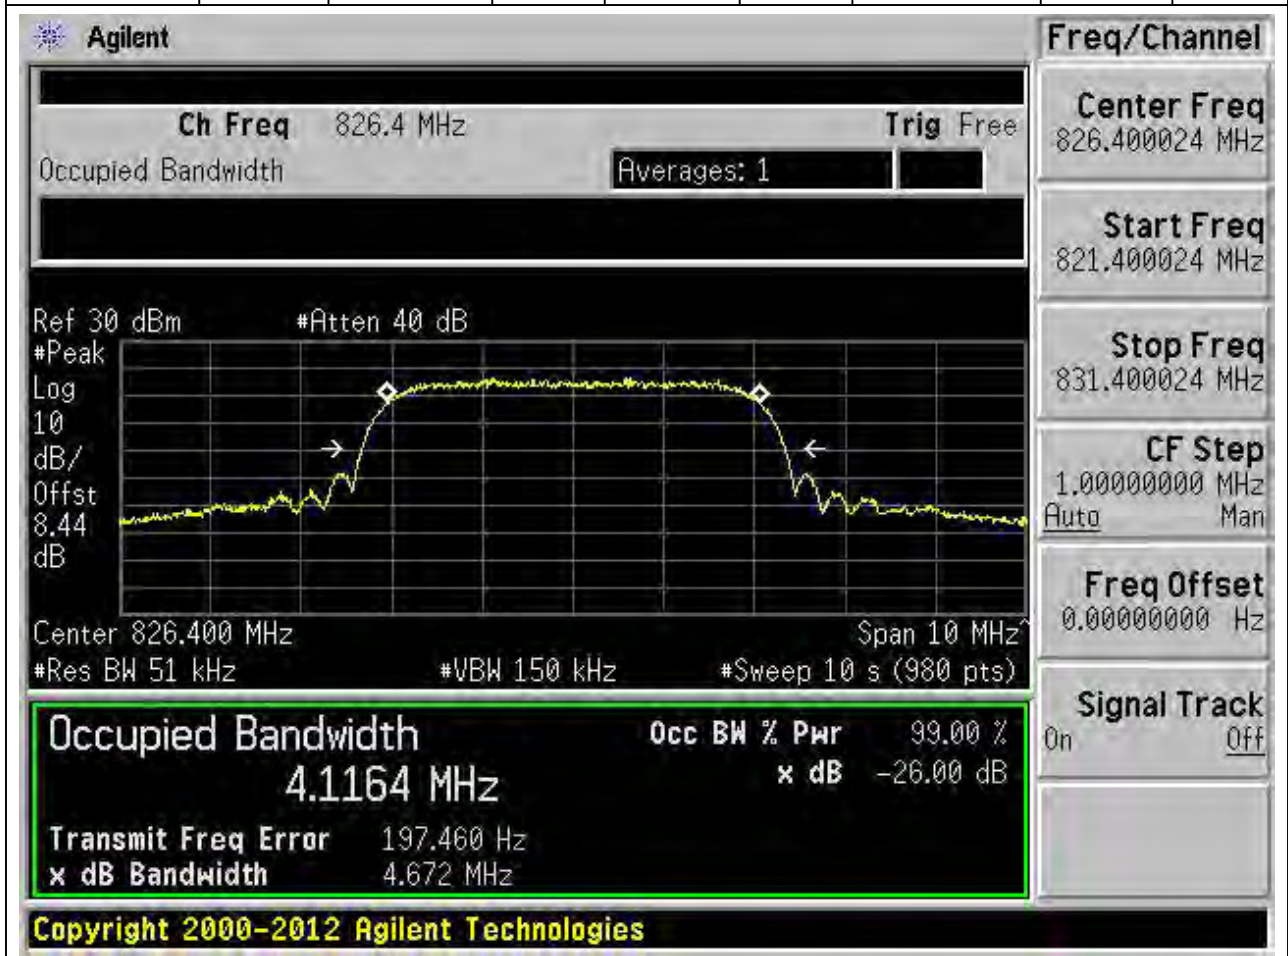 Agilent
Freq/Channel
Ch Freq 826.4 MHz Trig Free
Occupied Bandwidth Averages: 1
Center Freq
826.400024 MHz
Start Freq
821.400024 MHz
Stop Freq
831.400024 MHz
CF Step
1.00000000 MHz
Auto Man
Freq Offset
0.00000000 Hz
Signal Track
On Off
Ref 30 dBm #Atten 40 dB
#Peak
Log
10
dB/
Offst
8.44
dB
Center 826.400 MHz Span 10 MHz^
#Res BW 51 kHz #VBW 150 kHz #Sweep 10 s (980 pts)
Occupied Bandwidth Occ BW % Pwr 99.00 %
4.1164 MHz x dB -26.00 dB
Transmit Freq Error 197.460 Hz
x dB Bandwidth 4.672 MHz
Copyright 2000-2012 Agilent Technologies